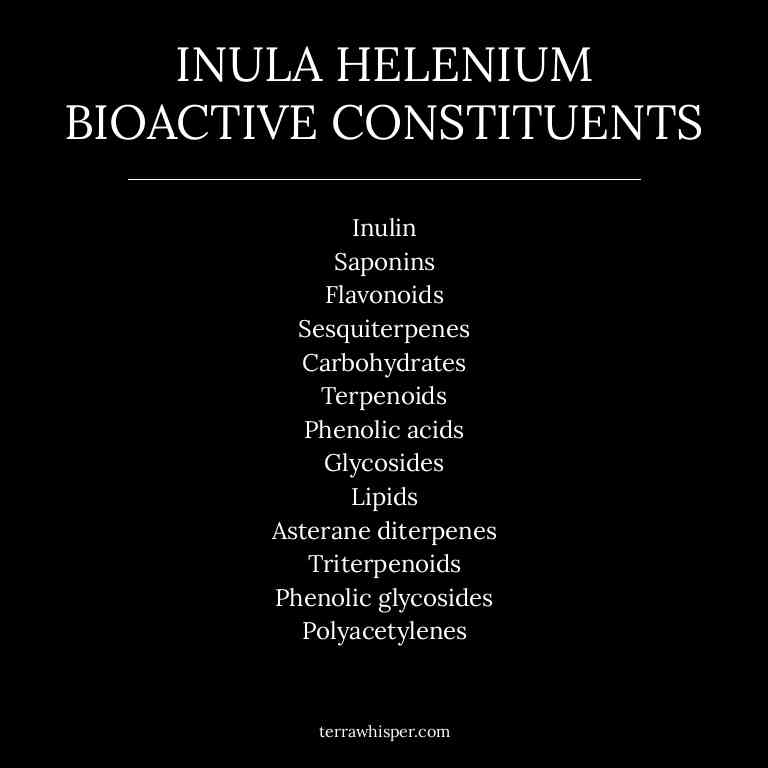 INULA HELENIUM
BIOACTIVE CONSTITUENTS
Inulin
Saponins
Flavonoids
Sesquiterpenes
Carbohydrates
Terpenoids
Phenolic acids
Glycosides
Lipids
Asterane diterpenes
Triterpenoids
Phenolic glycosides
Polyacetylenes
terrawhisper.com